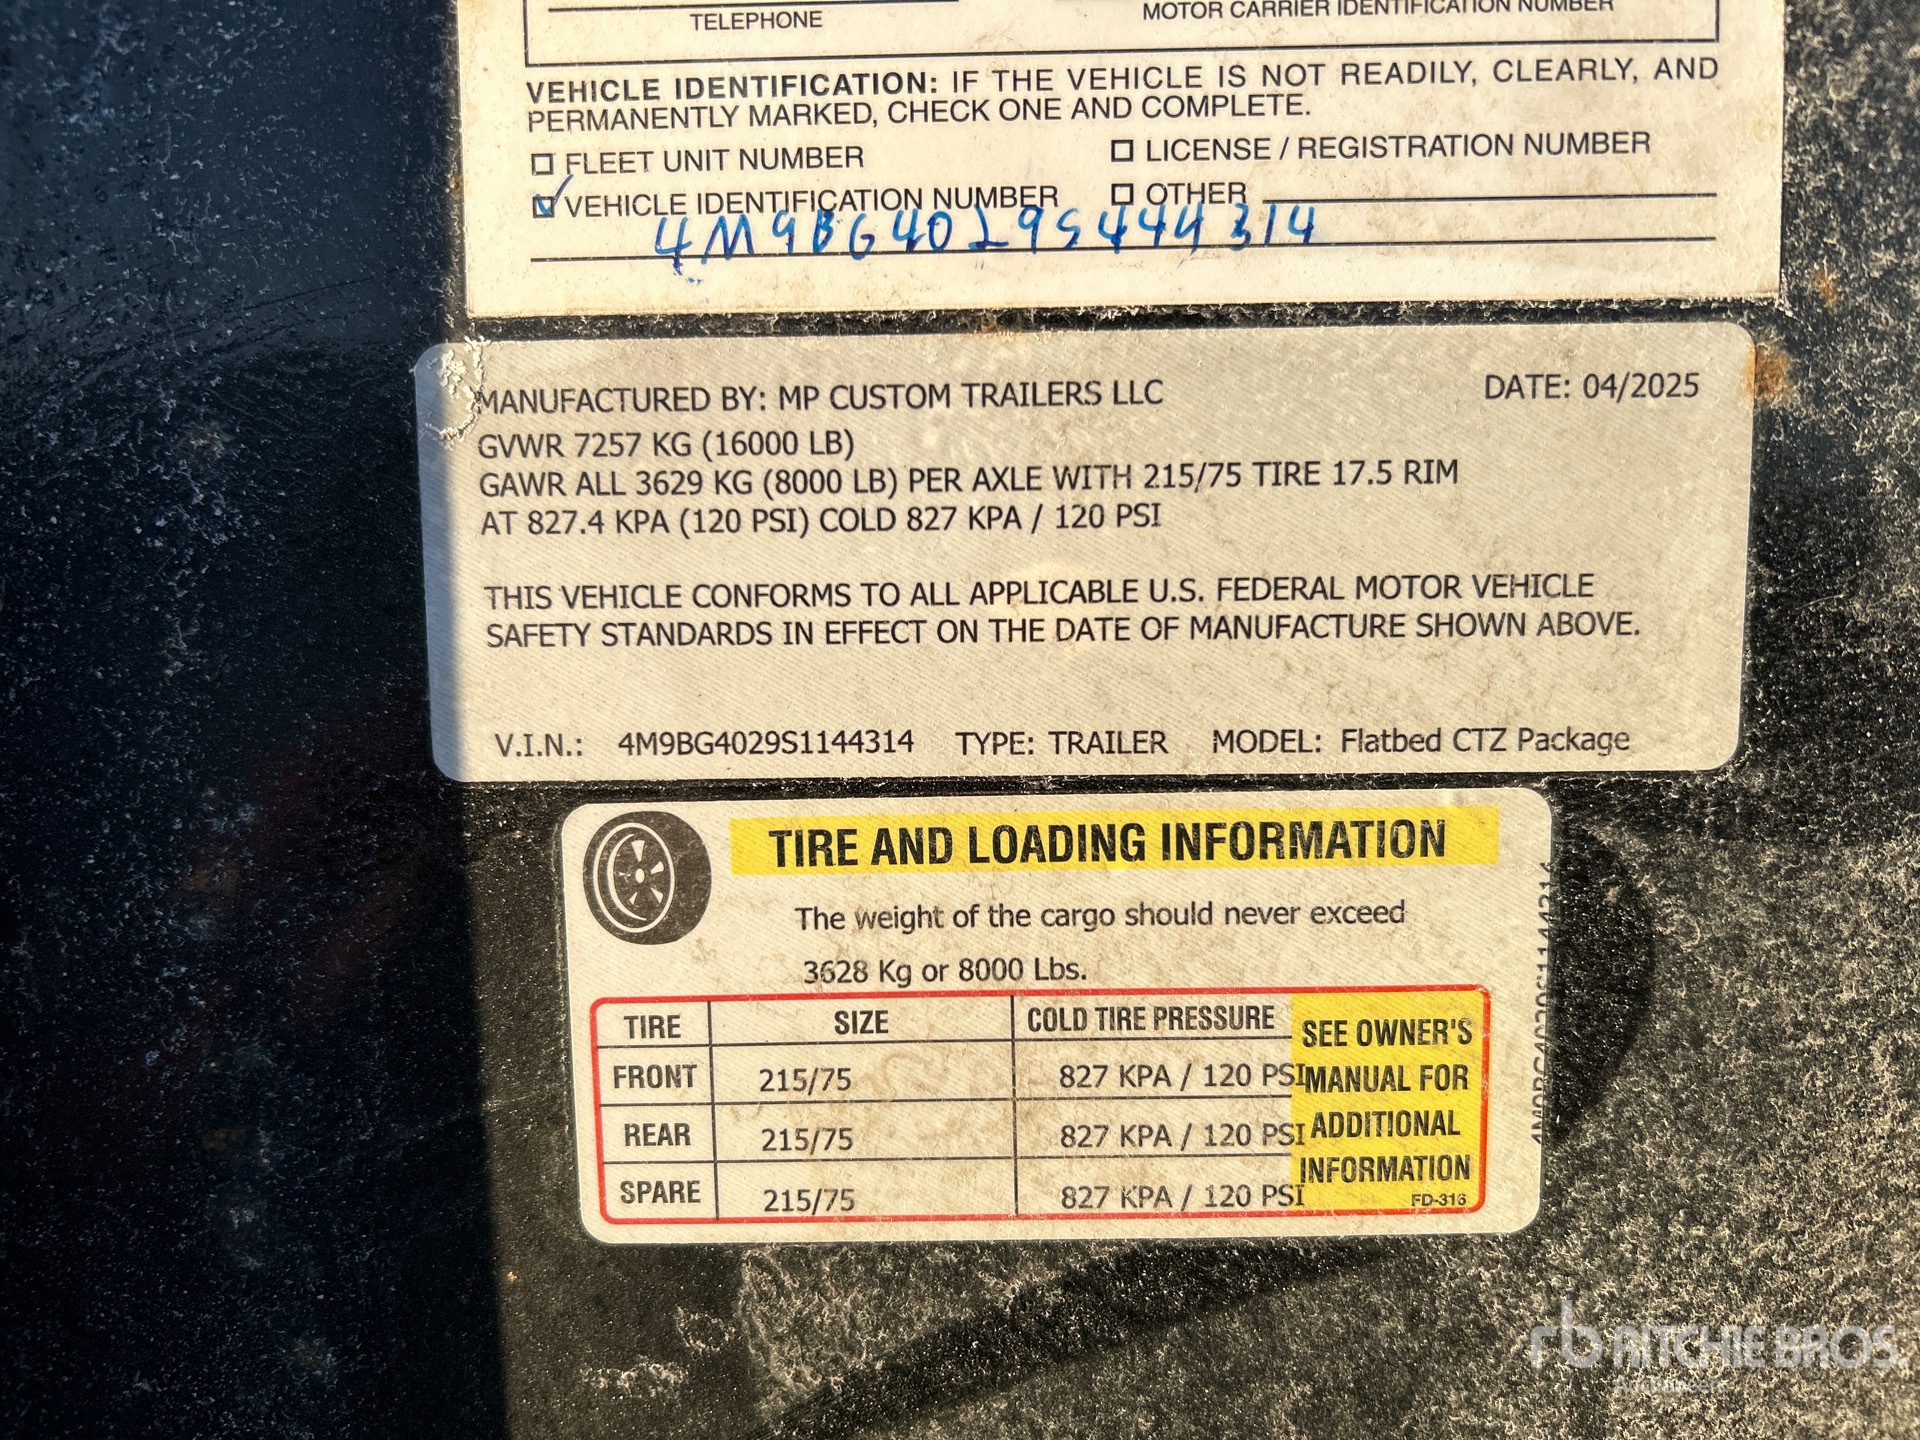 TELEPHONE
MOTOR CARRIER IDENTIFICATION NUMBER
VEHICLE IDENTIFICATION: IF THE VEHICLE IS NOT READILY, CLEARLY, AND
PERMANENTLY MARKED, CHECK ONE AND COMPLETE.
FLEET UNIT NUMBER
LICENSE / REGISTRATION NUMBER
VEHICLE IDENTIFICATION NUMBER
OTHER
MANUFACTURED BY: MP CUSTOM TRAILERS LLC DATE: 04/2025
GVWR 7257 KG (16000 LB)
GAWR ALL 3629 KG (8000 LB) PER AXLE WITH 215/75 TIRE 17.5 RIM
AT 827.4 KPA (120 PSI) COLD 827 KPA / 120 PSI
THIS VEHICLE CONFORMS TO ALL APPLICABLE U.S. FEDERAL MOTOR VEHICLE
SAFETY STANDARDS IN EFFECT ON THE DATE OF MANUFACTURE SHOWN ABOVE.
V.I.N.: 4M9BG4029S1144314 TYPE: TRAILER MODEL: Flatbed CTZ Package
TIRE AND LOADING INFORMATION
The weight of the cargo should never exceed
3628 Kg or 8000 Lbs.
TIRE SIZE COLD TIRE PRESSURE
FRONT 215/75 827 KPA / 120 PSI
REAR 215/75 827 KPA / 120 PSI
SPARE 215/75 827 KPA / 120 PSI
SEE OWNER'S
MANUAL FOR
ADDITIONAL
INFORMATION
FD-316
4M9BG4029S1144314
rb RITCHIE BROS.
Auctioneers